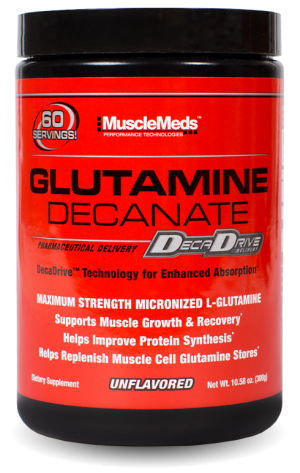 60
SERVINGS!
MuscleMeds™
PERFORMANCE TECHNOLOGIES
GLUTAMINE
DECANATE
PHARMACEUTICAL DELIVERY DECADRIVE
DELIVERY
DecaDrive™ Technology for Enhanced Absorption*
MAXIMUM STRENGTH MICRONIZED L-GLUTAMINE
Supports Muscle Growth & Recovery*
Helps Improve Protein Synthesis*
Helps Replenish Muscle Cell Glutamine Stores*
Dietary Supplement UNFLAVORED Net Wt. 10.58 oz. (300g)